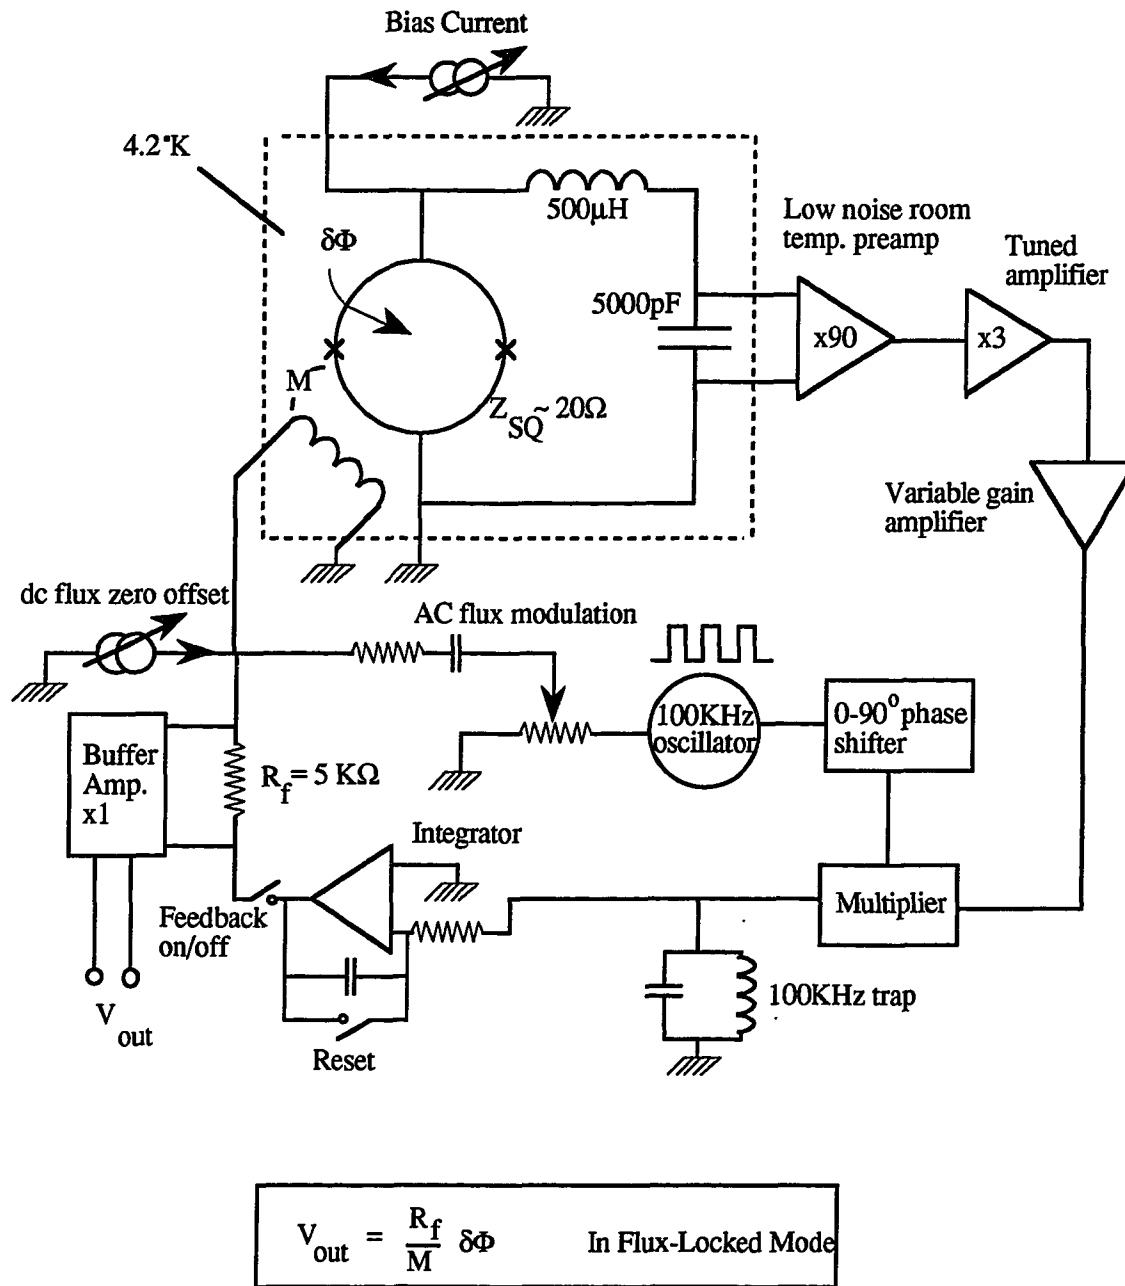 Bias Current
4.2°K
500µH
δΦ
5000pF
M
Z_SQ ~ 20Ω
Low noise room
temp. preamp
x90
Tuned
amplifier
x3
Variable gain
amplifier
dc flux zero offset
AC flux modulation
100KHz
oscillator
0-90° phase
shifter
Buffer
Amp.
x1
R_f = 5 KΩ
Integrator
Multiplier
Feedback
on/off
V_out
Reset
100KHz trap
V_out = R_f/M δΦ In Flux-Locked Mode